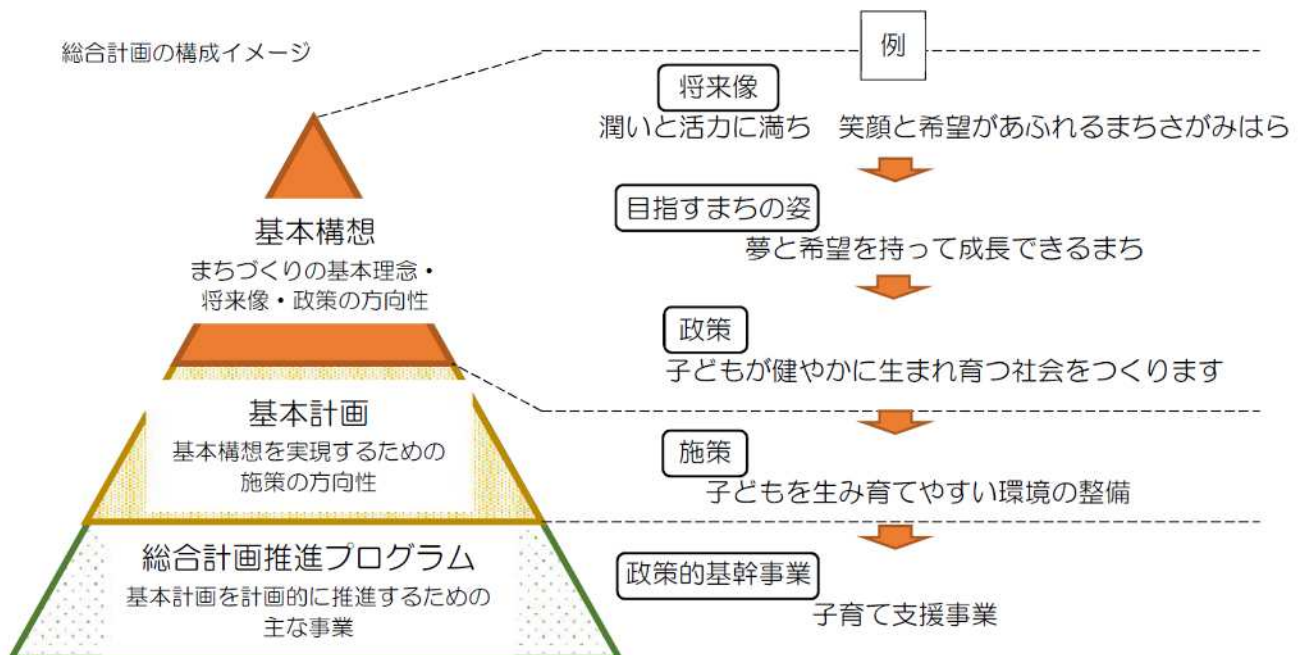 総合計画の構成イメージ
基本構想
まちづくりの基本理念・
将来像・政策の方向性
基本計画
基本構想を実現するための
施策の方向性
総合計画推進プログラム
基本計画を計画的に推進するための
主な事業
例
将来像
潤いと活力に満ち　笑顔と希望があふれるまちさがみはら
目指すまちの姿
夢と希望を持って成長できるまち
政策
子どもが健やかに生まれ育つ社会をつくります
施策
子どもを生み育てやすい環境の整備
政策的基幹事業
子育て支援事業